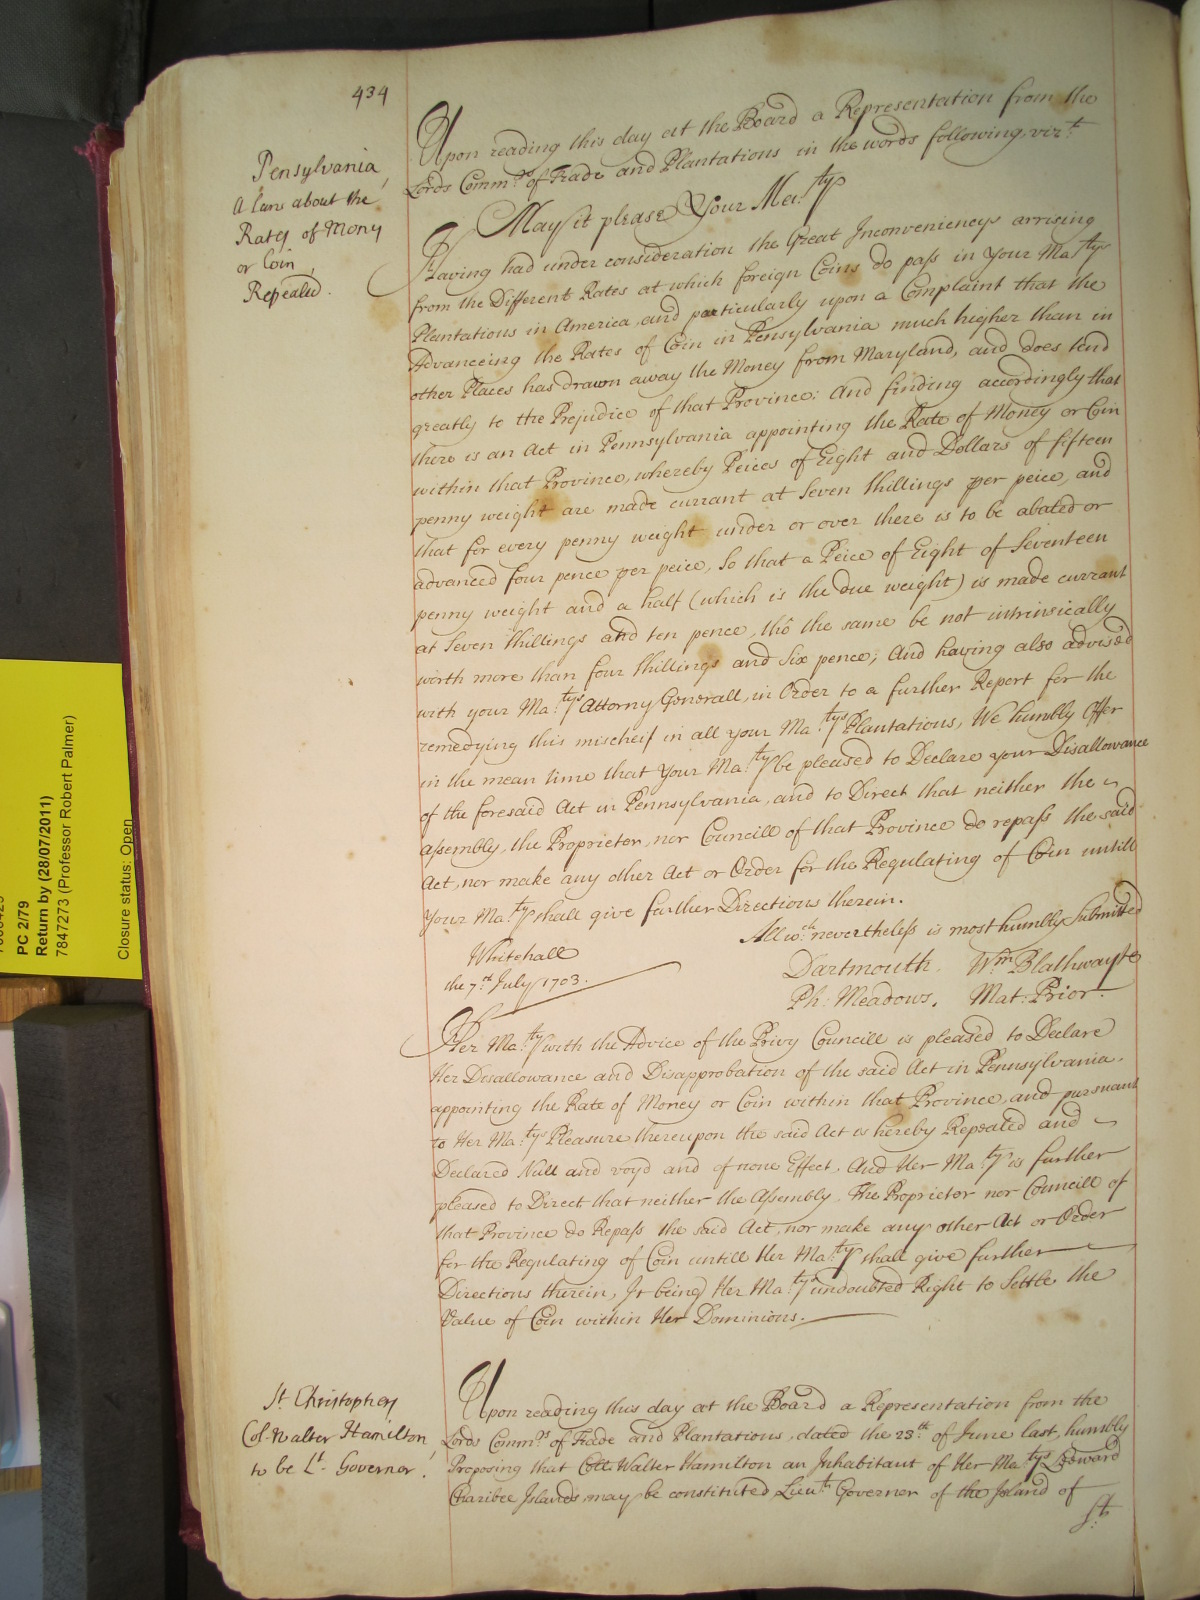 434
Pensylvania
A Law about the
Rates of Mony
or Coin
Repealed.
Upon reading this day at the Board a Representation from the
Lords Comm.rs of Trade and Plantations in the words following, viz.t
May it please Your Ma.tys
Having had under consideration the Great Inconveniencys arising
from the Different Rates at which foreign Coins do pass in Your Ma.tys
Plantations in America, and particularly upon a Complaint that the
Advanceing the Rates of Coin in Pensylvania much higher than in
other Places has drawn away the Money from Maryland, and does tend
greatly to the Prejudice of that Province; And finding accordingly that
there is an Act in Pennsylvania appointing the Rate of Money or Coin
within that Province, whereby Peices of Eight and Dollars of fifteen
penny weight are made currant at Seven Shillings per peice, and
that for every penny weight under or over there is to be abated or
advanced four pence per peice, So that a Peice of Eight of Seventeen
penny weight and a half (which is the due weight) is made currant
at Seven Shillings and ten pence, thô the same be not intrinsically
worth more than four Shillings and Six pence; And having also advised
with your Ma.tys Attorny Generall, in Order to a further Report for the
remedying this mischeif in all your Ma.tys Plantations, We humbly Offer
in the mean time that Your Ma.ty be pleased to Declare your Disallowance
of the foresaid Act in Pennsylvania, and to Direct that neither the
Assembly, the Proprietor, nor Councill of that Province do repass the said
Act, nor make any other Act or Order for the Regulating of Coin untill
Your Ma.ty shall give further Directions therein.
All w.ch nevertheless is most humbly Submitted
Whitehall
the 7.th July 1703.
Dartmouth. W.m Blathwayte
Ph: Meadows. Mat: Prior.
Her Ma.ty with the Advice of the Privy Councill is pleased to Declare
Her Disallowance and Disapprobation of the said Act in Pennsylvania.
appointing the Rate of Money or Coin within that Province, and pursuant
to Her Ma.tys Pleasure thereupon the said Act is hereby Repealed and
Declared Null and voyd and of none Effect, And Her Ma.ty is further
pleased to Direct that neither the Assembly, The Proprietor nor Councill of
that Province do Repass the said Act, nor make any other Act or Order
for the Regulating of Coin untill Her Ma.ty shall give further
Directions therein, It being Her Ma.tys undoubted Right to Settle the
Value of Coin within Her Dominions.
St Christophers
Col. Walter Hamilton
to be Lt. Governor.
Upon reading this day at the Board a Representation from the
Lords Comm.rs of Trade and Plantations, dated the 23.th of June last, humbly
Proposing that Coll. Walter Hamilton an Inhabitant of Her Ma.tys Leeward
Charibee Islands, may be constituted Lieu.t Governor of the Island of
St.
PC 2/79
Return by (28/07/2011)
7847273 (Professor Robert Palmer)
Closure status: Open